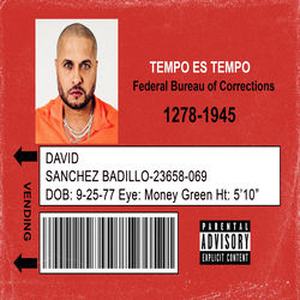 TEMPO ES TEMPO
Federal Bureau of Corrections
1278-1945
DAVID
SANCHEZ BADILLO-23658-069
DOB: 9-25-77 Eye: Money Green Ht: 5'10"
VENDING
PARENTAL
ADVISORY
EXPLICIT CONTENT